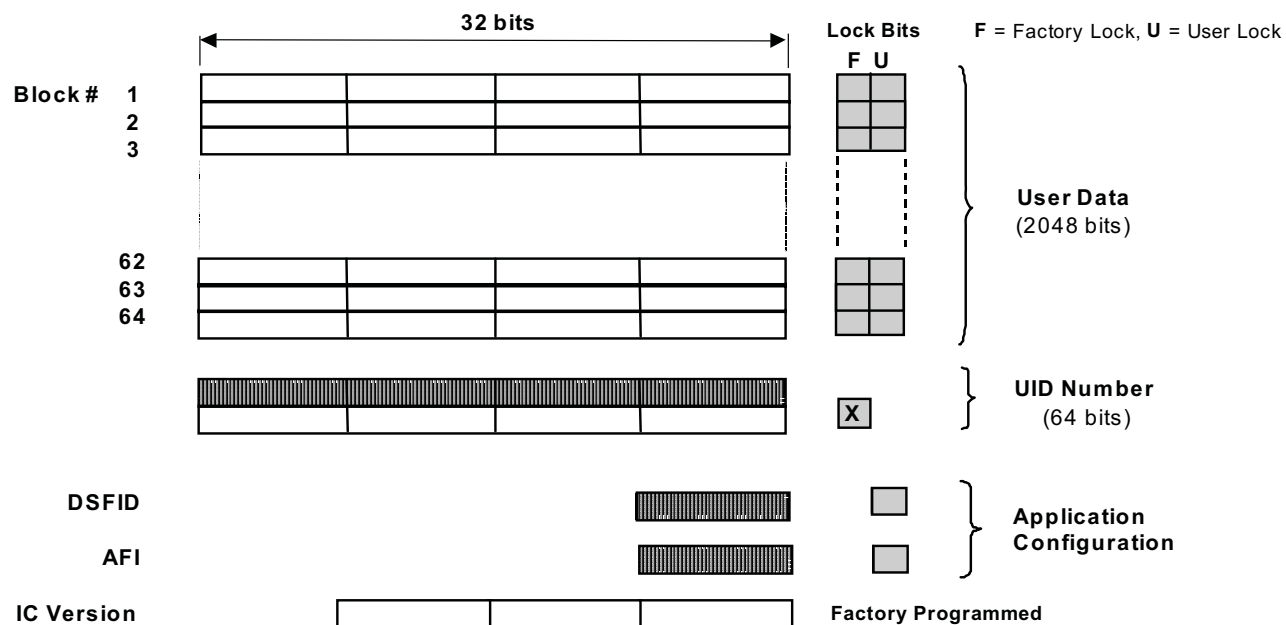 32 bits
Lock Bits
F = Factory Lock, U = User Lock
F U
Block # 1
2
3
User Data
(2048 bits)
62
63
64
UID Number
(64 bits)
X
DSFID
AFI
Application
Configuration
IC Version
Factory Programmed